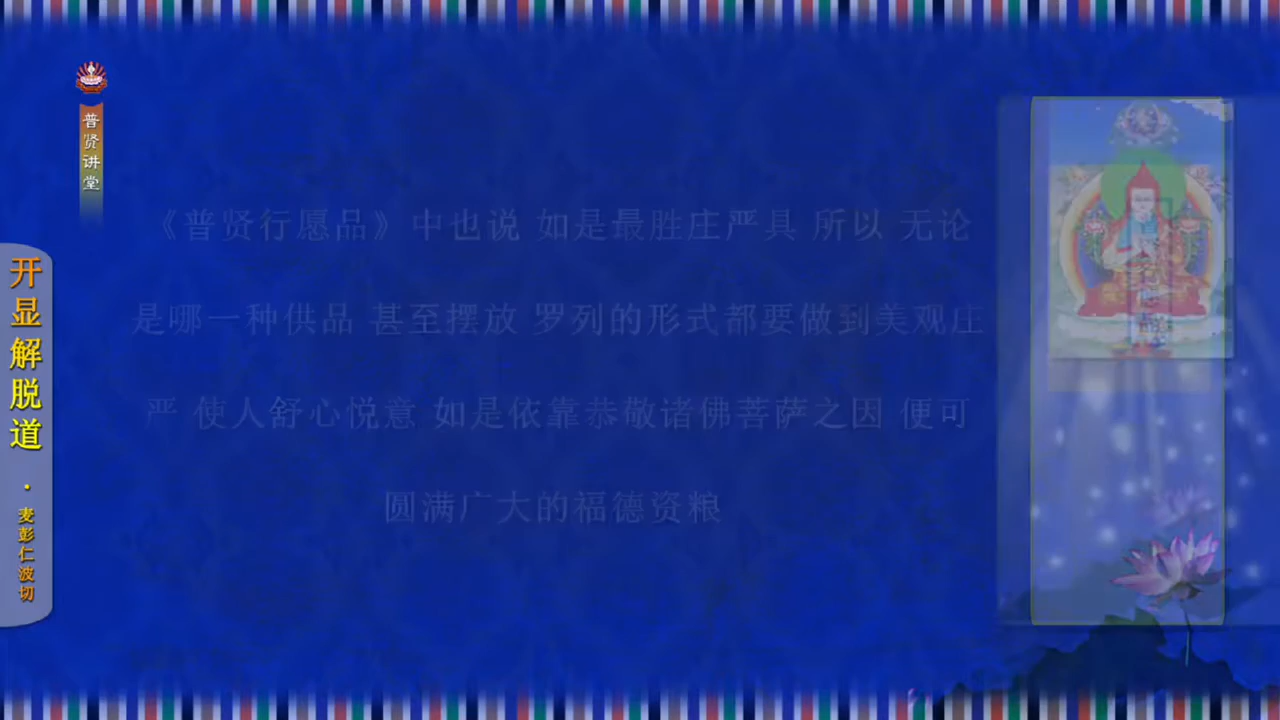 普贤讲堂
开显解脱道·麦彭仁波切
《普贤行愿品》中也说 如是最胜庄严具 所以 无论
是哪一种供品 甚至摆放 罗列的形式都要做到美观庄
严 使人舒心悦意 如是依靠恭敬诸佛菩萨之因 便可
圆满广大的福德资粮